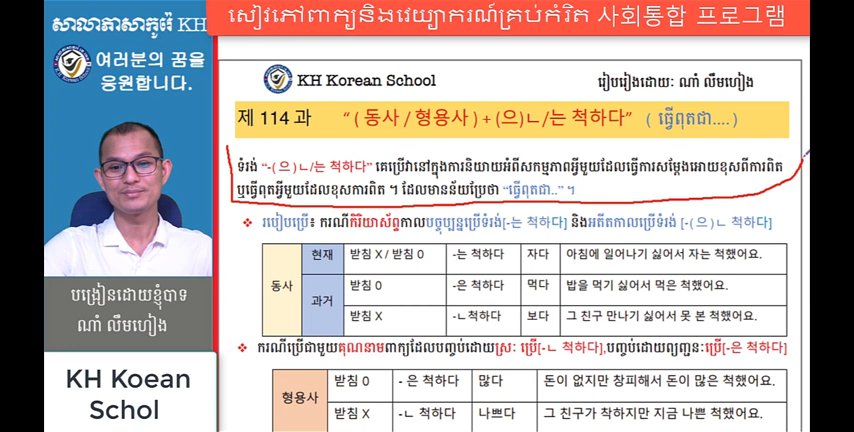 សាលាភាសាកូរ៉េ KH
여러분의 꿈을
응원합니다.
បង្រៀនដោយខ្ញុំបាទ
ណាំ លឹមហៀង
KH Koean
Schol
សៀវភៅពាក្យនិងវេយ្យាករណ៍គ្រប់កំរិត 사회통합 프로그램
KH Korean School
រៀបរៀងដោយ: ណាំ លឹមហៀង
제 114 과 “ ( 동사 / 형용사 ) + (으)ㄴ/는 척하다” ( ធ្វើពុតជា.... )
ទំរង់ “-(으)ㄴ/는 척하다” គេប្រើវានៅក្នុងការនិយាយអំពីសកម្មភាពអ្វីមួយដែលធ្វើការសម្តែងអោយខុសពីការពិត
ឬធ្វើពុតអ្វីមួយដែលខុសការពិត ។ ដែលមានន័យប្រែថា “ធ្វើពុតជា..” ។
❖ របៀបប្រើ៖ ករណីកិរិយាស័ព្ទកាលបច្ចុប្បន្នប្រើទំរង់[-는 척하다] និងអតីតកាលប្រើទំរង់ [-(으)ㄴ 척하다]
동사 현재 받침 X / 받침 0 -는 척하다 자다 아침에 일어나기 싫어서 자는 척했어요.
과거 받침 0 -은 척하다 먹다 밥을 먹기 싫어서 먹은 척했어요.
받침 X -ㄴ척하다 보다 그 친구 만나기 싫어서 못 본 척했어요.
❖ ករណីប្រើជាមួយគុណនាមពាក្យដែលបញ្ចប់ដោយស្រៈ ប្រើ[-ㄴ 척하다],បញ្ចប់ដោយព្យញ្ជនៈប្រើ[-은 척하다]
형용사 받침 0 - 은 척하다 많다 돈이 없지만 창피해서 돈이 많은 척했어요.
받침 X -ㄴ 척하다 나쁘다 그 친구가 착하지만 지금 나쁜 척했어요.